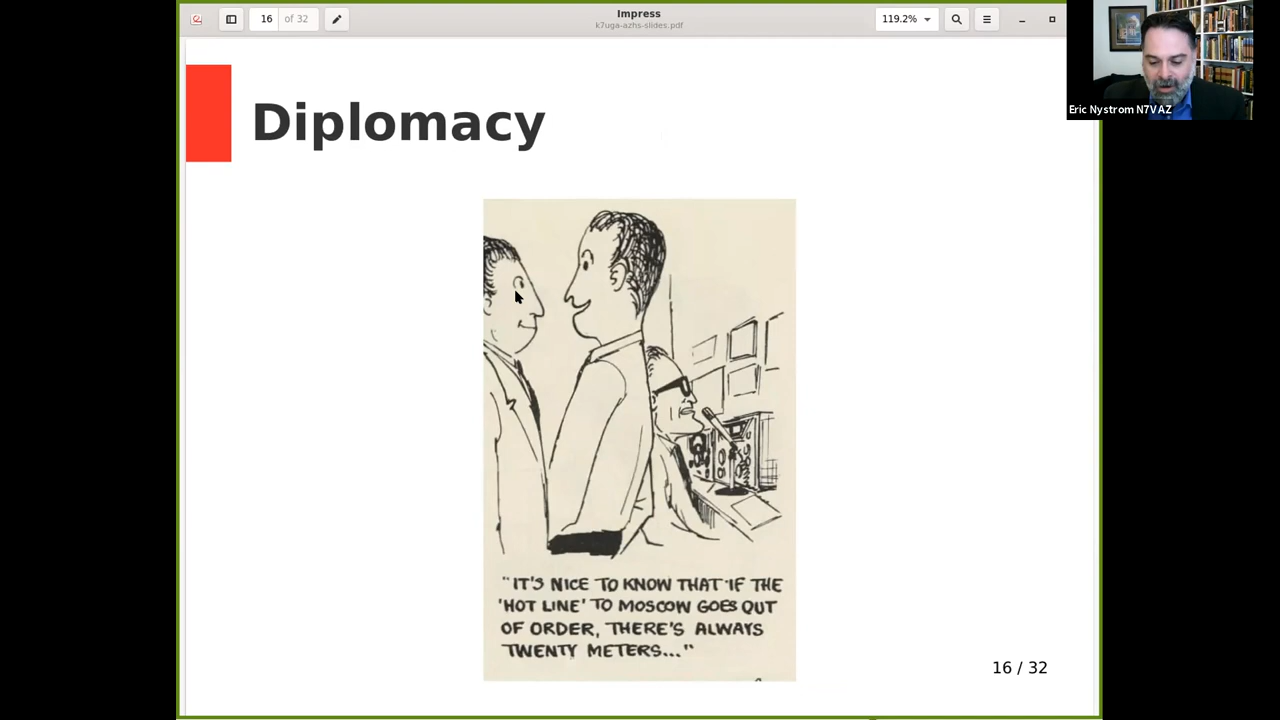 16 of 32
Impress
k7uga-azhs-slides.pdf
119.2%
Eric Nystrom N7VAZ
Diplomacy
"IT'S NICE TO KNOW THAT IF THE
'HOT LINE' TO MOSCOW GOES OUT
OF ORDER, THERE'S ALWAYS
TWENTY METERS..."
16 / 32